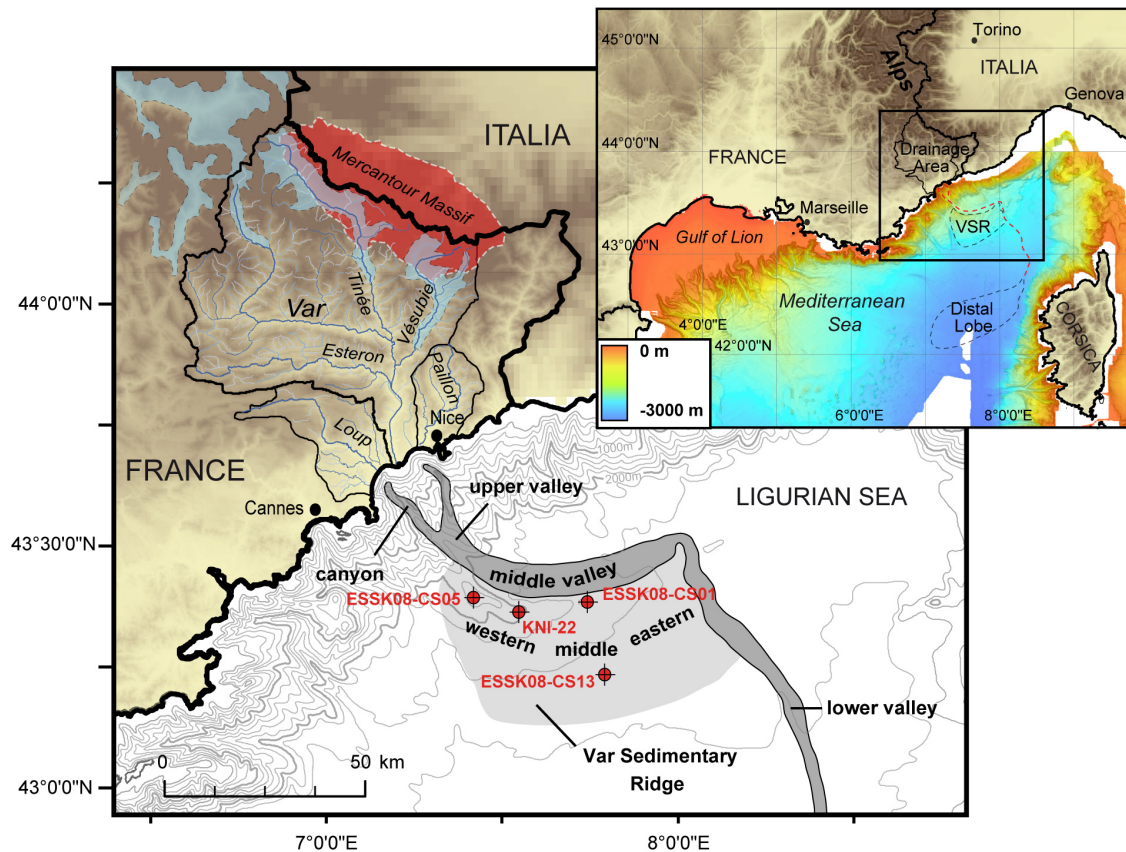 45°0'0"N
Torino
Alps
ITALIA
Genova
44°0'0"N
FRANCE
Drainage
Area
Marseille
Gulf of Lion
VSR
43°0'0"N
Mediterranean
Sea
Distal
Lobe
CORSICA
4°0'0"E
42°0'0"N
0 m
-3000 m
6°0'0"E
8°0'0"E
ITALIA
Mercantour Massif
44°0'0"N
Var
Tinée
Vésubie
Esteron
Paillon
Loup
Nice
1000m
2000m
FRANCE
Cannes
upper valley
LIGURIAN SEA
43°30'0"N
canyon
middle valley
ESSK08-CS05
ESSK08-CS01
KNI-22
western
middle
eastern
ESSK08-CS13
lower valley
Var Sedimentary
Ridge
0
50 km
43°0'0"N
7°0'0"E
8°0'0"E